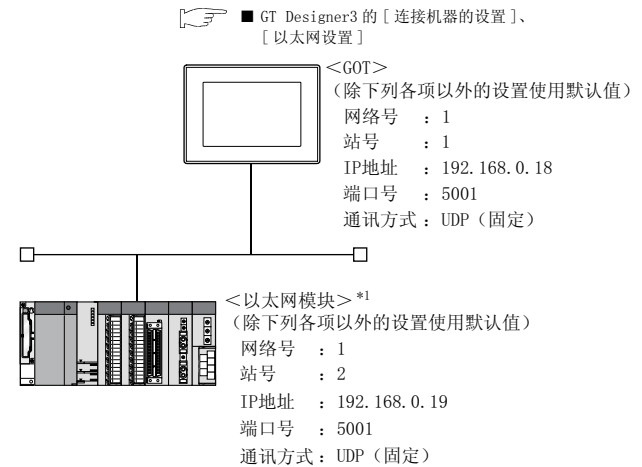 ■ GT Designer3 的 [ 连接机器的设置 ]、
[ 以太网设置 ]
＜GOT＞
（除下列各项以外的设置使用默认值）
网络号 ：1
站号 ：1
IP地址 ：192.168.0.18
端口号 ：5001
通讯方式：UDP（固定）
＜以太网模块＞*1
（除下列各项以外的设置使用默认值）
网络号 ：1
站号 ：2
IP地址 ：192.168.0.19
端口号 ：5001
通讯方式：UDP（固定）